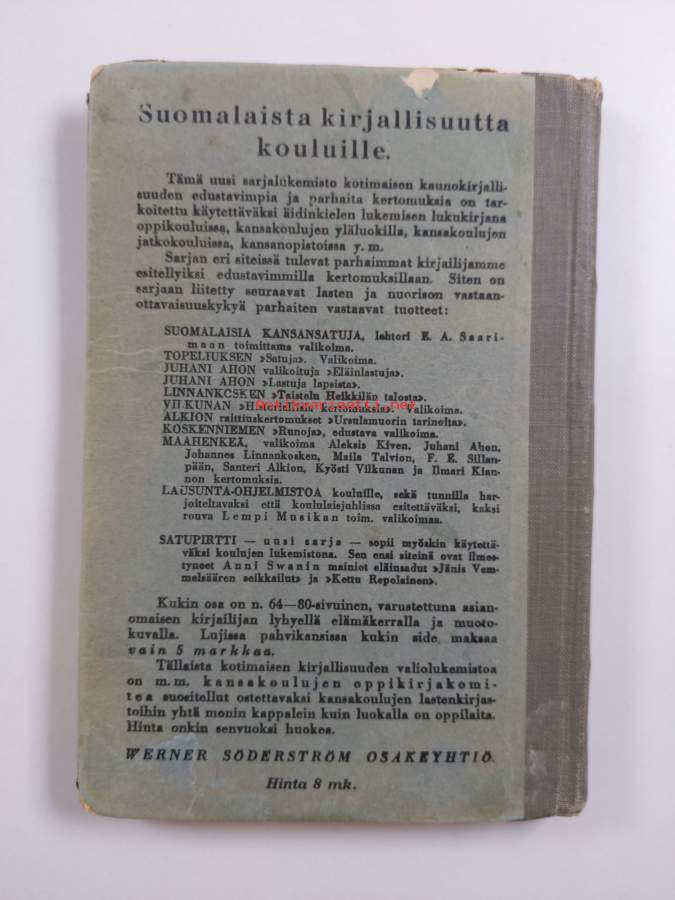 Suomalaista kirjallisuutta
kouluille.
Tämä uusi sarjalukemisto kotimaisen kaunokirjalli-
suuden edustavimpia ja parhaita kertomuksia on tar-
koitettu käytettäväksi äidinkielen lukemisen lukukirjana
oppikouluissa, kansakoulujen yläluokilla, kansakoulujen
jatkokouluissa, kansanopistoissa y. m.
Sarjan eri siteissä tulevat parhaimmat kirjailijamme
esitellyiksi edustavimmilla kertomuksillaan. Siten on
sarjaan liitetty seuraavat lasten ja nuorison vastaan-
ottavaisuuskykyä parhaiten vastaavat tuotteet:
SUOMALAISIA KANSANSATUJA, lehtori E. A. Saari-
maan toimittama valikoima.
TOPELIUKSEN »Satuja». Valikoima.
JUHANI AHON valikoituja »Eläinlastuja».
JUHANI AHON »Lastuja lapsista».
LINNANKOSKEN »Taistelu Heikkilän talosta».
VILKUNAN »Historiallisia kertomuksia». Valikoima.
ALKION raittiuskertomukset »Ursulamuorin tarinoita».
KOSKENNIEMEN »Runoja», edustava valikoima.
MAAHENKEÄ, valikoima Aleksis Kiven, Juhani Ahon,
Johannes Linnankosken, Maila Talvion, F. E. Sillan-
pään, Santeri Alkion, Kyösti Vilkunan ja Ilmari Kian-
non kertomuksia.
LAUSUNTA-OHJELMISTOA kouluille, sekä tunnilla har-
joiteltavaksi että koululaisjuhlissa esitettäväksi, kaksi
rouva Lempi Musikan toim. valikoimaa.
SATUPIRTTI — uusi sarja — sopii myöskin käytettä-
väksi koulujen lukemistona. Sen ensi siteinä ovat ilmes-
tyneet Anni Swanin mainiot eläinsadut »Jänis Vem-
melsäären seikkailut» ja »Kettu Repolainen».
Kukin osa on n. 64—80-sivuinen, varustettuna asian-
omaisen kirjailijan lyhyellä elämäkerralla ja muoto-
kuvalla. Lujissa pahvikansissa kukin side maksaa
vain 5 markkaa.
Tällaista kotimaisen kirjallisuuden valiolukemistoa
on m. m. kansakoulujen oppikirjakomi-
tea suositellut ostettavaksi kansakoulujen lastenkirjas-
toihin yhtä monin kappalein kuin luokalla on oppilaita.
Hinta onkin senvuoksi huokea.
WERNER SÖDERSTRÖM OSAKEYHTIÖ.
Hinta 8 mk.